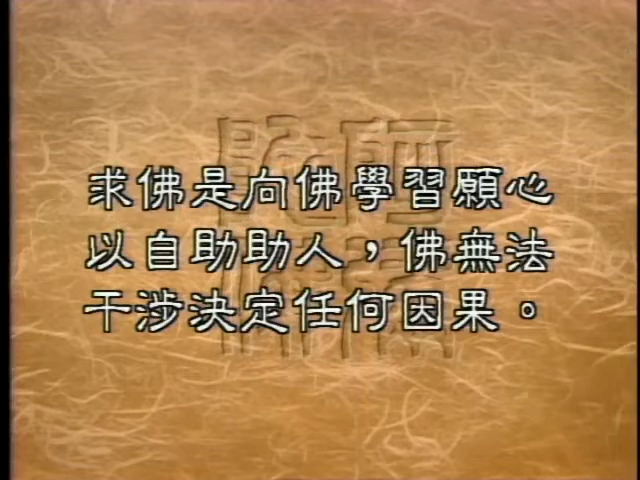 求佛是向佛學習願心
以自助助人，佛無法
干涉決定任何因果。